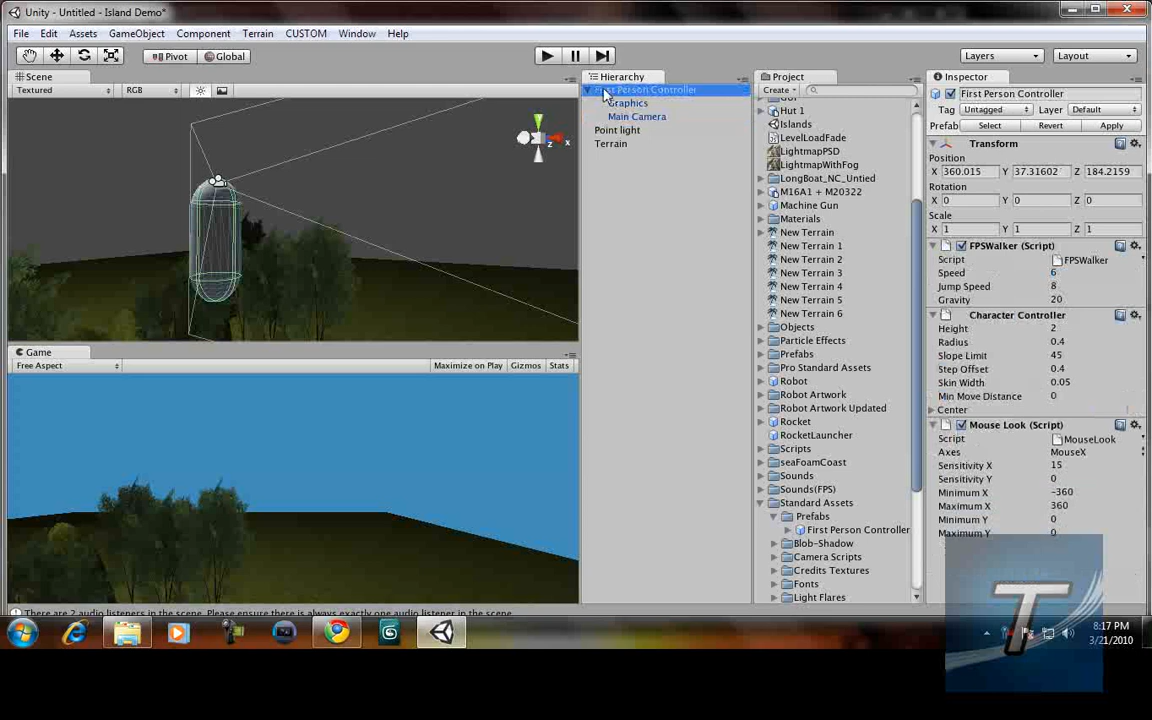 Unity - Untitled - Island Demo*
File Edit Assets GameObject Component Terrain CUSTOM Window Help
Pivot Global Layers Layout
Scene
Textured RGB
Game
Free Aspect Maximize on Play Gizmos Stats
There are 2 audio listeners in the scene. Please ensure there is always exactly one audio listener in the scene.
Hierarchy
First Person Controller
Graphics
Main Camera
Point light
Terrain
Project
Create
Hut 1
Islands
LevelLoadFade
LightmapPSD
LightmapWithFog
LongBoat_NC_Untied
M16A1 + M20322
Machine Gun
Materials
New Terrain
New Terrain 1
New Terrain 2
New Terrain 3
New Terrain 4
New Terrain 5
New Terrain 6
Objects
Particle Effects
Prefabs
Pro Standard Assets
Robot
Robot Artwork
Robot Artwork Updated
Rocket
RocketLauncher
Scripts
seaFoamCoast
Sounds
Sounds(FPS)
Standard Assets
Prefabs
First Person Controller
Blob-Shadow
Camera Scripts
Credits Textures
Fonts
Light Flares
Inspector
First Person Controller
Tag Untagged Layer Default
Prefab Select Revert Apply
Transform
Position
X 360.015 Y 37.31602 Z 184.2159
Rotation
X 0 Y 0 Z 0
Scale
X 1 Y 1 Z 1
FPSWalker (Script)
Script FPSWalker
Speed 6
Jump Speed 8
Gravity 20
Character Controller
Height 2
Radius 0.4
Slope Limit 45
Step Offset 0.4
Skin Width 0.05
Min Move Distance 0
Center
Mouse Look (Script)
Script MouseLook
Axes MouseX
Sensitivity X 15
Sensitivity Y 0
Minimum X -360
Maximum X 360
Minimum Y 0
Maximum Y 0
T
8:17 PM
3/21/2010